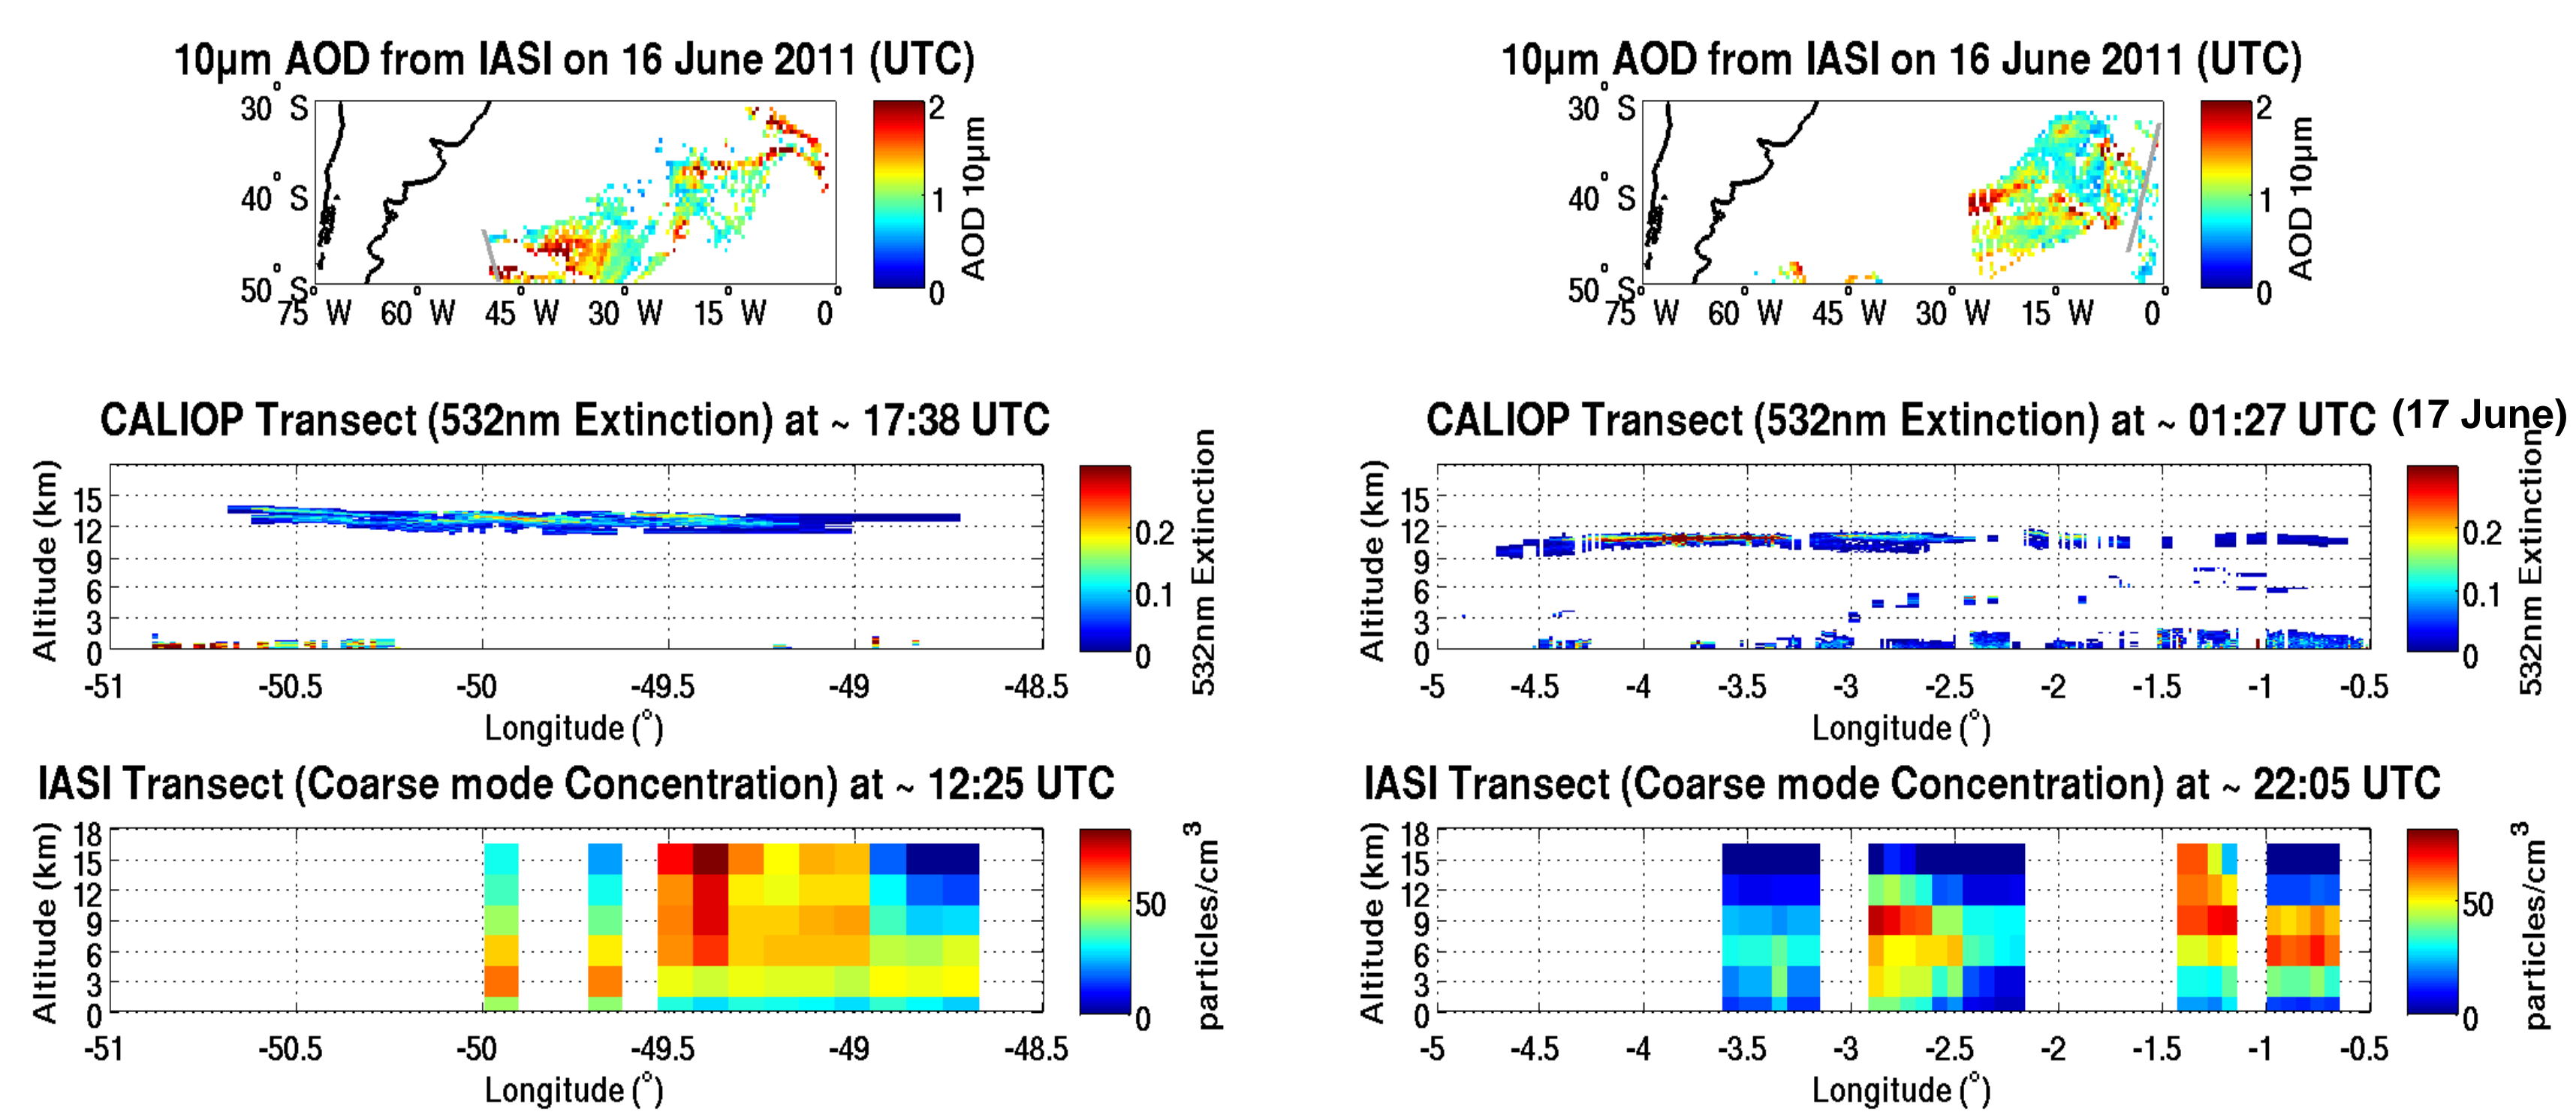 10μm AOD from IASI on 16 June 2011 (UTC)
30° S
40° S
50° S
75° W 60° W 45° W 30° W 15° W 0°
2
1
0
AOD 10μm
CALIOP Transect (532nm Extinction) at ~ 17:38 UTC
Altitude (km)
15
12
9
6
3
0
-51 -50.5 -50 -49.5 -49 -48.5
Longitude (°)
0.2
0.1
0
532nm Extinction
IASI Transect (Coarse mode Concentration) at ~ 12:25 UTC
Altitude (km)
18
15
12
9
6
3
0
-51 -50.5 -50 -49.5 -49 -48.5
Longitude (°)
50
0
particles/cm³
10μm AOD from IASI on 16 June 2011 (UTC)
30° S
40° S
50° S
75° W 60° W 45° W 30° W 15° W 0°
2
1
0
AOD 10μm
CALIOP Transect (532nm Extinction) at ~ 01:27 UTC (17 June)
Altitude (km)
15
12
9
6
3
0
-5 -4.5 -4 -3.5 -3 -2.5 -2 -1.5 -1 -0.5
Longitude (°)
0.2
0.1
0
532nm Extinction
IASI Transect (Coarse mode Concentration) at ~ 22:05 UTC
Altitude (km)
18
15
12
9
6
3
0
-5 -4.5 -4 -3.5 -3 -2.5 -2 -1.5 -1 -0.5
Longitude (°)
50
0
particles/cm³